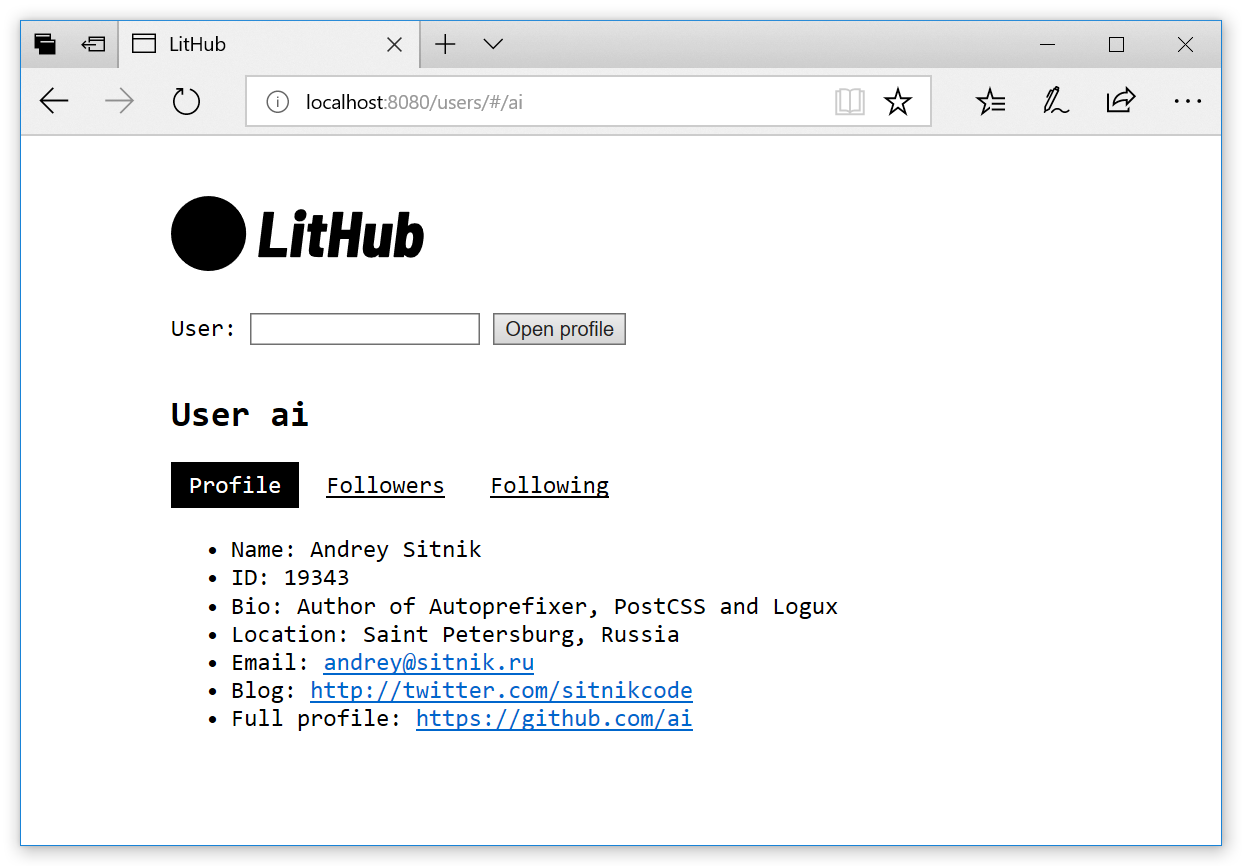 LitHub
localhost:8080/users/#/ai
LitHub
User: Open profile
User ai
Profile Followers Following
• Name: Andrey Sitnik
• ID: 19343
• Bio: Author of Autoprefixer, PostCSS and Logux
• Location: Saint Petersburg, Russia
• Email: andrey@sitnik.ru
• Blog: http://twitter.com/sitnikcode
• Full profile: https://github.com/ai